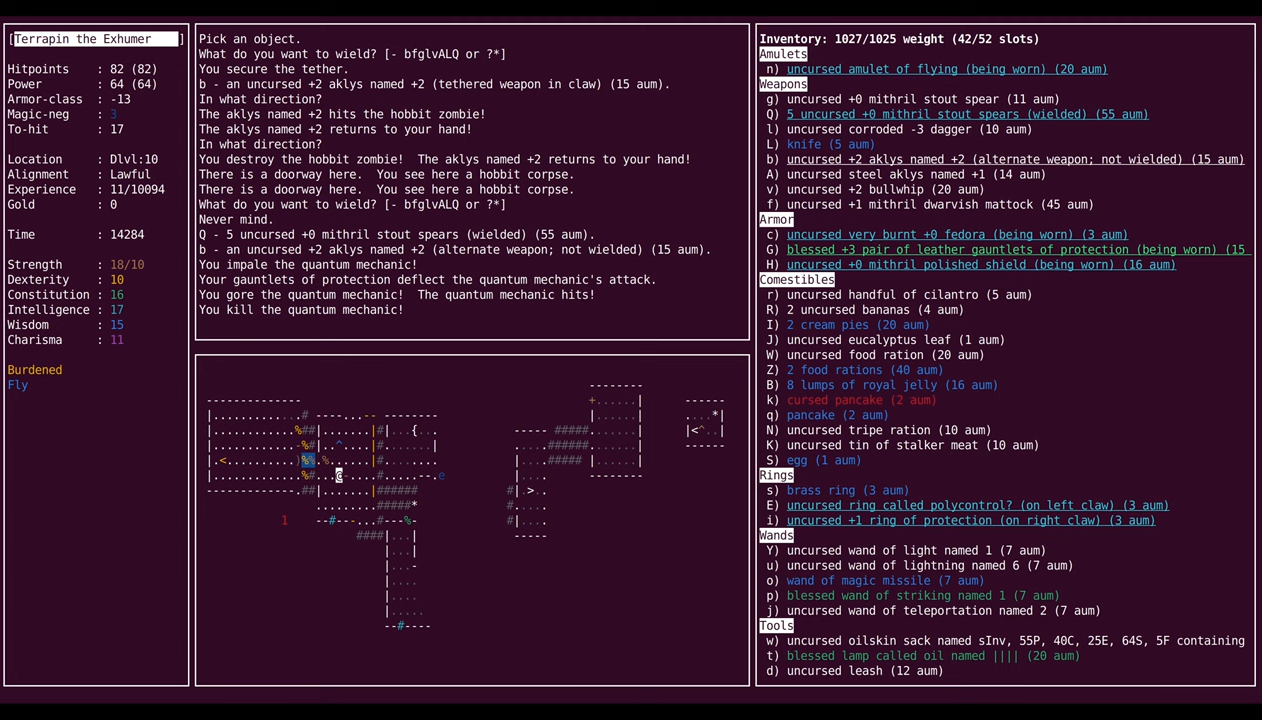 [Terrapin the Exhumer ]
Hitpoints : 82 (82)
Power : 64 (64)
Armor-class : -13
Magic-neg : 3
To-hit : 17
Location : Dlvl:10
Alignment : Lawful
Experience : 11/10094
Gold : 0
Time : 14284
Strength : 18/10
Dexterity : 10
Constitution : 16
Intelligence : 17
Wisdom : 15
Charisma : 11
Burdened
Fly
Pick an object.
What do you want to wield? [- bfglvALQ or ?*]
You secure the tether.
b - an uncursed +2 aklys named +2 (tethered weapon in claw) (15 aum).
In what direction?
The aklys named +2 hits the hobbit zombie!
The aklys named +2 returns to your hand!
In what direction?
You destroy the hobbit zombie!  The aklys named +2 returns to your hand!
There is a doorway here.  You see here a hobbit corpse.
There is a doorway here.  You see here a hobbit corpse.
What do you want to wield? [- bfglvALQ or ?*]
Never mind.
Q - 5 uncursed +0 mithril stout spears (wielded) (55 aum).
b - an uncursed +2 aklys named +2 (alternate weapon; not wielded) (15 aum).
You impale the quantum mechanic!
Your gauntlets of protection deflect the quantum mechanic's attack.
You gore the quantum mechanic!  The quantum mechanic hits!
You kill the quantum mechanic!
Inventory: 1027/1025 weight (42/52 slots)
Amulets
n) uncursed amulet of flying (being worn) (20 aum)
Weapons
g) uncursed +0 mithril stout spear (11 aum)
Q) 5 uncursed +0 mithril stout spears (wielded) (55 aum)
l) uncursed corroded -3 dagger (10 aum)
L) knife (5 aum)
b) uncursed +2 aklys named +2 (alternate weapon; not wielded) (15 aum)
A) uncursed steel aklys named +1 (14 aum)
v) uncursed +2 bullwhip (20 aum)
f) uncursed +1 mithril dwarvish mattock (45 aum)
Armor
c) uncursed very burnt +0 fedora (being worn) (3 aum)
G) blessed +3 pair of leather gauntlets of protection (being worn) (15
H) uncursed +0 mithril polished shield (being worn) (16 aum)
Comestibles
r) uncursed handful of cilantro (5 aum)
R) 2 uncursed bananas (4 aum)
I) 2 cream pies (20 aum)
J) uncursed eucalyptus leaf (1 aum)
W) uncursed food ration (20 aum)
Z) 2 food rations (40 aum)
B) 8 lumps of royal jelly (16 aum)
k) cursed pancake (2 aum)
q) pancake (2 aum)
N) uncursed tripe ration (10 aum)
K) uncursed tin of stalker meat (10 aum)
S) egg (1 aum)
Rings
s) brass ring (3 aum)
E) uncursed ring called polycontrol? (on left claw) (3 aum)
i) uncursed +1 ring of protection (on right claw) (3 aum)
Wands
Y) uncursed wand of light named 1 (7 aum)
u) uncursed wand of lightning named 6 (7 aum)
o) wand of magic missile (7 aum)
p) blessed wand of striking named 1 (7 aum)
j) uncursed wand of teleportation named 2 (7 aum)
Tools
w) uncursed oilskin sack named sInv, 55P, 40C, 25E, 64S, 5F containing
t) blessed lamp called oil named |||| (20 aum)
d) uncursed leash (12 aum)